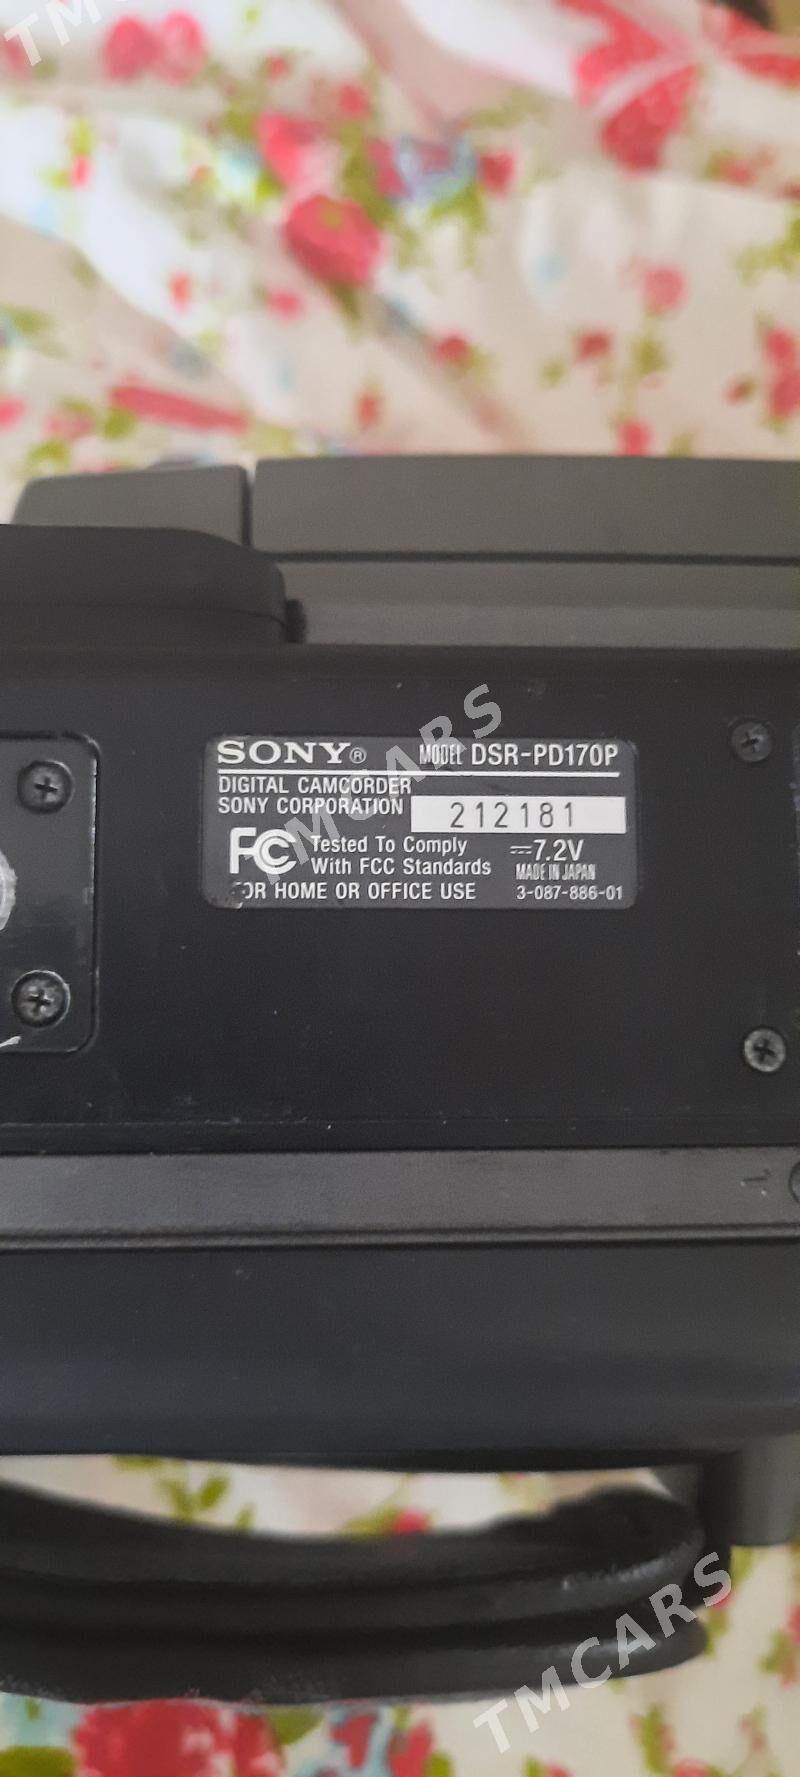 SONY® MODEL DSR-PD170P
DIGITAL CAMCORDER
SONY CORPORATION 212181
FC Tested To Comply
With FCC Standards
⎓7.2V
MADE IN JAPAN
FOR HOME OR OFFICE USE 3-087-886-01
TMCARS
TMCARS